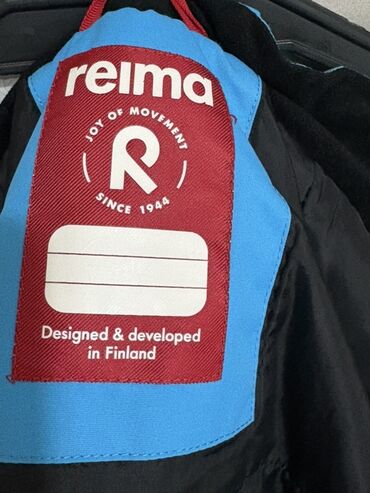 reima
JOY OF MOVEMENT
R
SINCE 1944
Designed & developed
in Finland